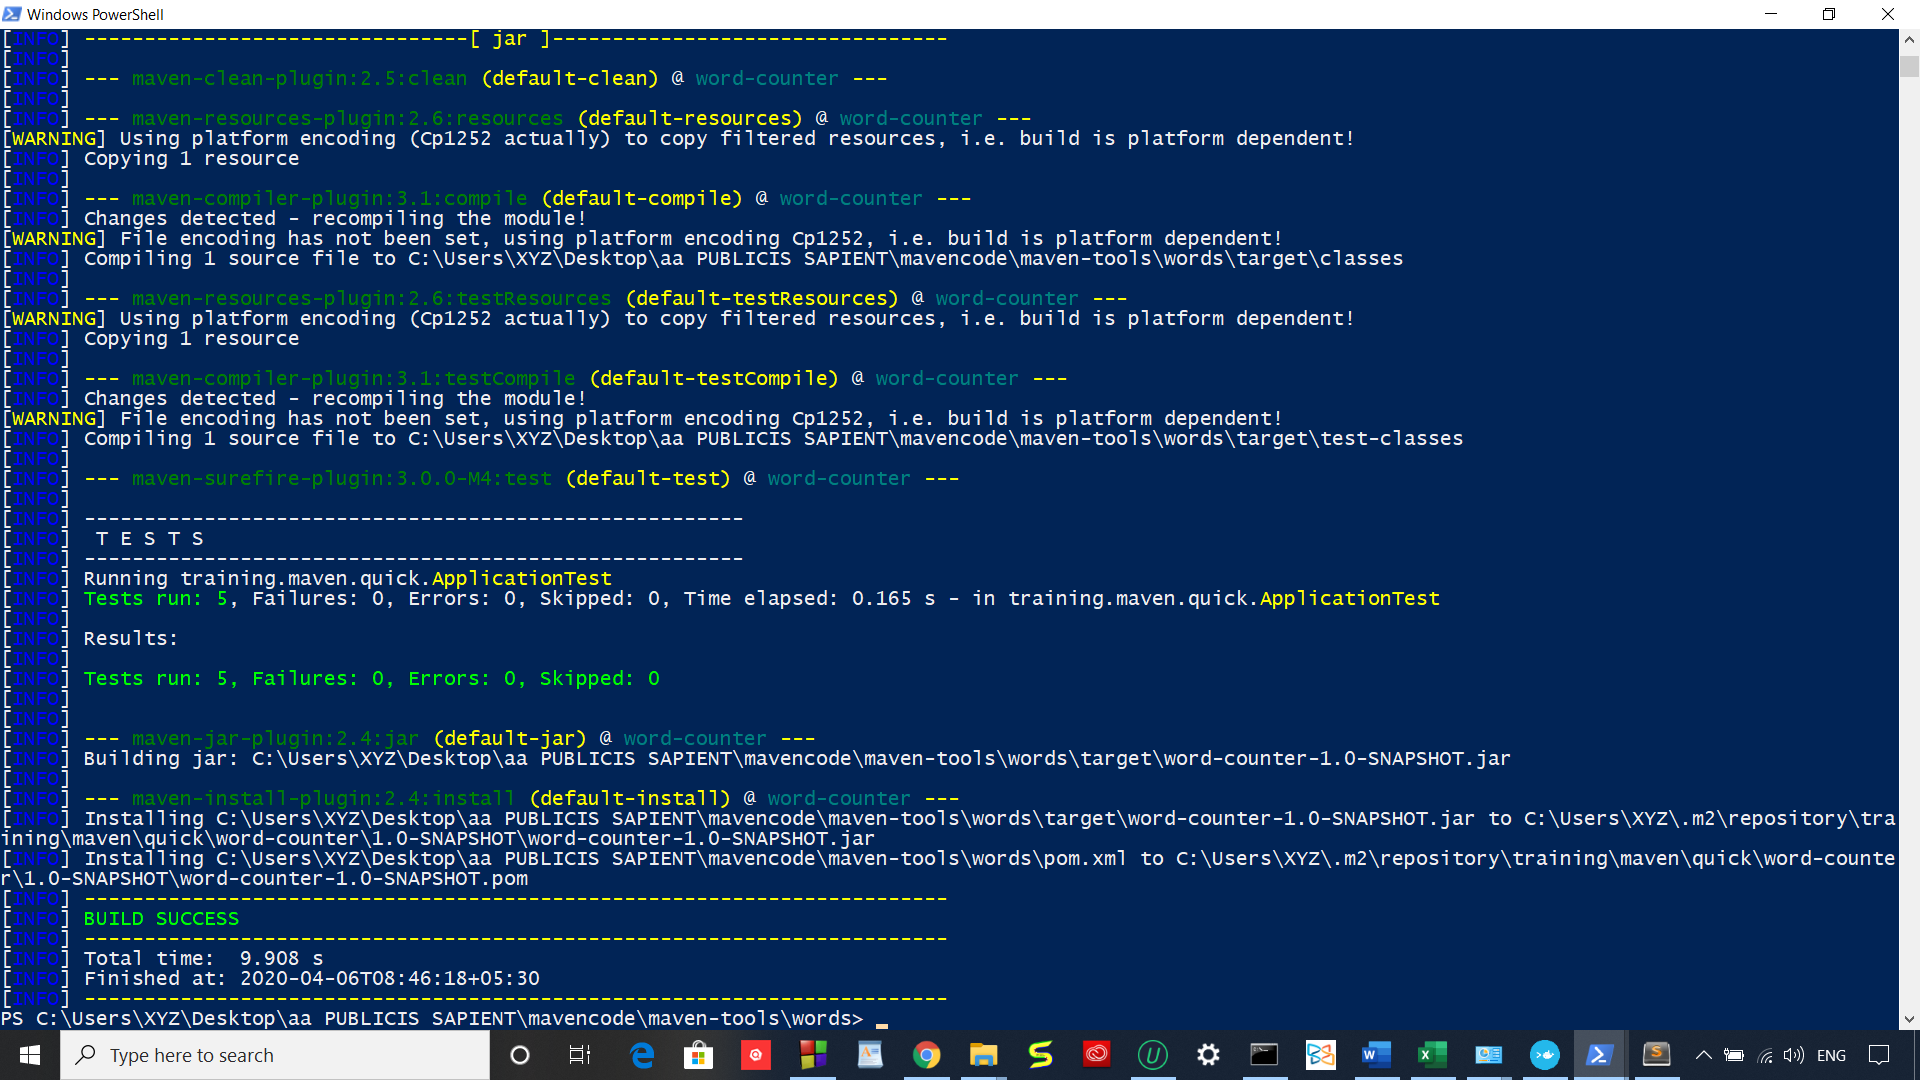 Windows PowerShell
[INFO] --------------------------------[ jar ]---------------------------------
[INFO]
[INFO] --- maven-clean-plugin:2.5:clean (default-clean) @ word-counter ---
[INFO]
[INFO] --- maven-resources-plugin:2.6:resources (default-resources) @ word-counter ---
[WARNING] Using platform encoding (Cp1252 actually) to copy filtered resources, i.e. build is platform dependent!
[INFO] Copying 1 resource
[INFO]
[INFO] --- maven-compiler-plugin:3.1:compile (default-compile) @ word-counter ---
[INFO] Changes detected - recompiling the module!
[WARNING] File encoding has not been set, using platform encoding Cp1252, i.e. build is platform dependent!
[INFO] Compiling 1 source file to C:\Users\XYZ\Desktop\aa PUBLICIS SAPIENT\mavencode\maven-tools\words\target\classes
[INFO]
[INFO] --- maven-resources-plugin:2.6:testResources (default-testResources) @ word-counter ---
[WARNING] Using platform encoding (Cp1252 actually) to copy filtered resources, i.e. build is platform dependent!
[INFO] Copying 1 resource
[INFO]
[INFO] --- maven-compiler-plugin:3.1:testCompile (default-testCompile) @ word-counter ---
[INFO] Changes detected - recompiling the module!
[WARNING] File encoding has not been set, using platform encoding Cp1252, i.e. build is platform dependent!
[INFO] Compiling 1 source file to C:\Users\XYZ\Desktop\aa PUBLICIS SAPIENT\mavencode\maven-tools\words\target\test-classes
[INFO]
[INFO] --- maven-surefire-plugin:3.0.0-M4:test (default-test) @ word-counter ---
[INFO]
[INFO] -------------------------------------------------------
[INFO]  T E S T S
[INFO] -------------------------------------------------------
[INFO] Running training.maven.quick.ApplicationTest
[INFO] Tests run: 5, Failures: 0, Errors: 0, Skipped: 0, Time elapsed: 0.165 s - in training.maven.quick.ApplicationTest
[INFO]
[INFO] Results:
[INFO]
[INFO] Tests run: 5, Failures: 0, Errors: 0, Skipped: 0
[INFO]
[INFO]
[INFO] --- maven-jar-plugin:2.4:jar (default-jar) @ word-counter ---
[INFO] Building jar: C:\Users\XYZ\Desktop\aa PUBLICIS SAPIENT\mavencode\maven-tools\words\target\word-counter-1.0-SNAPSHOT.jar
[INFO]
[INFO] --- maven-install-plugin:2.4:install (default-install) @ word-counter ---
[INFO] Installing C:\Users\XYZ\Desktop\aa PUBLICIS SAPIENT\mavencode\maven-tools\words\target\word-counter-1.0-SNAPSHOT.jar to C:\Users\XYZ\.m2\repository\tra
ining\maven\quick\word-counter\1.0-SNAPSHOT\word-counter-1.0-SNAPSHOT.jar
[INFO] Installing C:\Users\XYZ\Desktop\aa PUBLICIS SAPIENT\mavencode\maven-tools\words\pom.xml to C:\Users\XYZ\.m2\repository\training\maven\quick\word-counte
r\1.0-SNAPSHOT\word-counter-1.0-SNAPSHOT.pom
[INFO] ------------------------------------------------------------------------
[INFO] BUILD SUCCESS
[INFO] ------------------------------------------------------------------------
[INFO] Total time:  9.908 s
[INFO] Finished at: 2020-04-06T08:46:18+05:30
[INFO] ------------------------------------------------------------------------
PS C:\Users\XYZ\Desktop\aa PUBLICIS SAPIENT\mavencode\maven-tools\words>
Type here to search
ENG